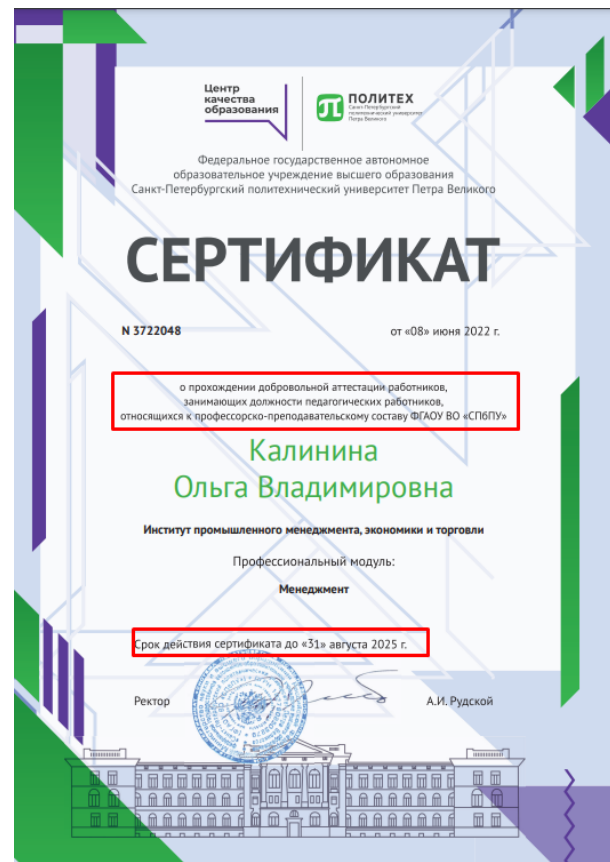 Центр
качества
образования
ПОЛИТЕХ
Санкт-Петербургский
политехнический университет
Петра Великого
Федеральное государственное автономное
образовательное учреждение высшего образования
Санкт-Петербургский политехнический университет Петра Великого
СЕРТИФИКАТ
N 3722048 от «08» июня 2022 г.
о прохождении добровольной аттестации работников,
занимающих должности педагогических работников,
относящихся к профессорско-преподавательскому составу ФГАОУ ВО «СПбПУ»
Калинина
Ольга Владимировна
Институт промышленного менеджмента, экономики и торговли
Профессиональный модуль:
Менеджмент
Срок действия сертификата до «31» августа 2025 г.
Ректор А.И. Рудской